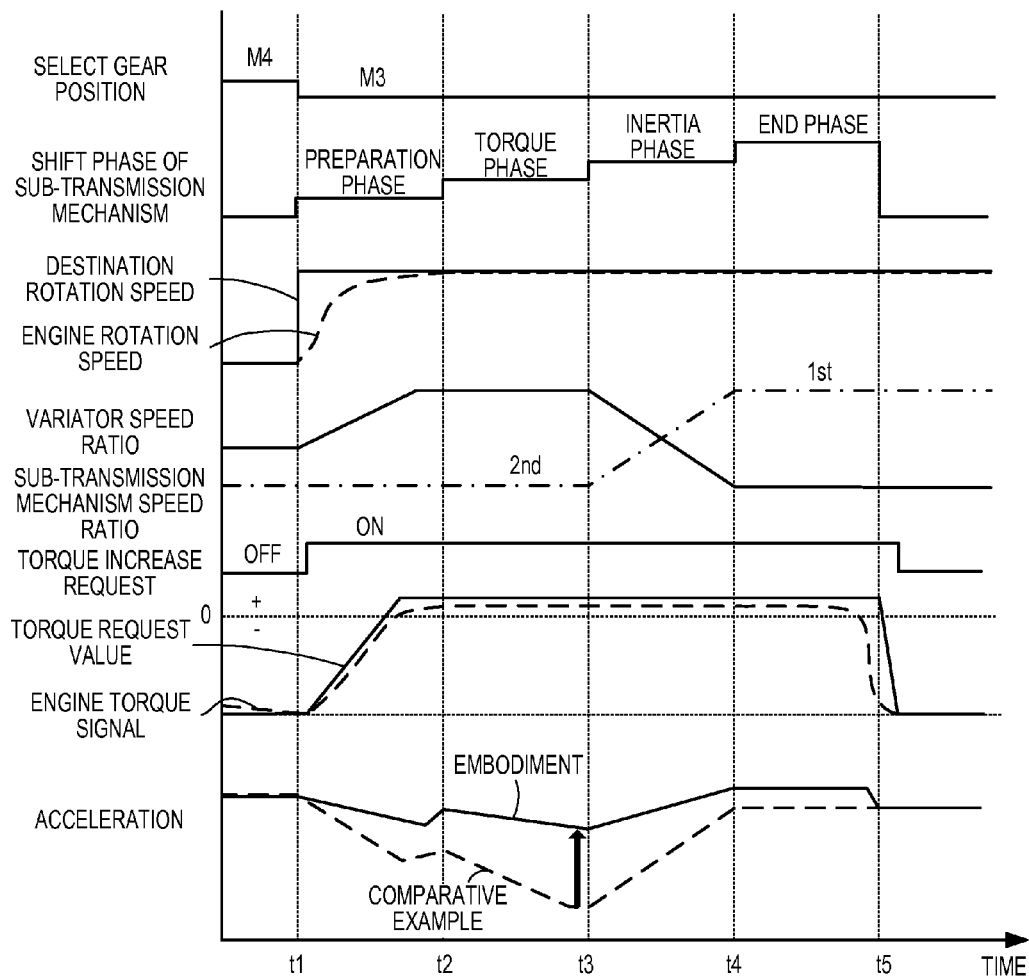 SELECT GEAR
POSITION
M4
M3
SHIFT PHASE OF
SUB-TRANSMISSION
MECHANISM
PREPARATION
PHASE
TORQUE
PHASE
INERTIA
PHASE
END PHASE
DESTINATION
ROTATION SPEED
ENGINE ROTATION
SPEED
VARIATOR SPEED
RATIO
1st
SUB-TRANSMISSION
MECHANISM SPEED
RATIO
2nd
TORQUE INCREASE
REQUEST
OFF
ON
0
+
-
TORQUE REQUEST
VALUE
ENGINE TORQUE
SIGNAL
ACCELERATION
EMBODIMENT
COMPARATIVE
EXAMPLE
t1 t2 t3 t4 t5 TIME